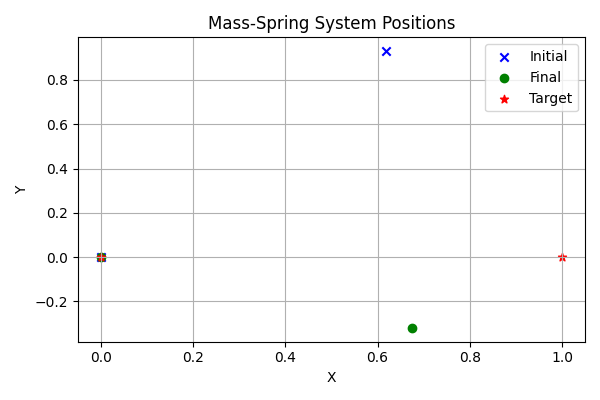 Mass-Spring System Positions
Initial
Final
Target
0.8
0.6
0.4
0.2
0.0
−0.2
Y
0.0 0.2 0.4 0.6 0.8 1.0
X